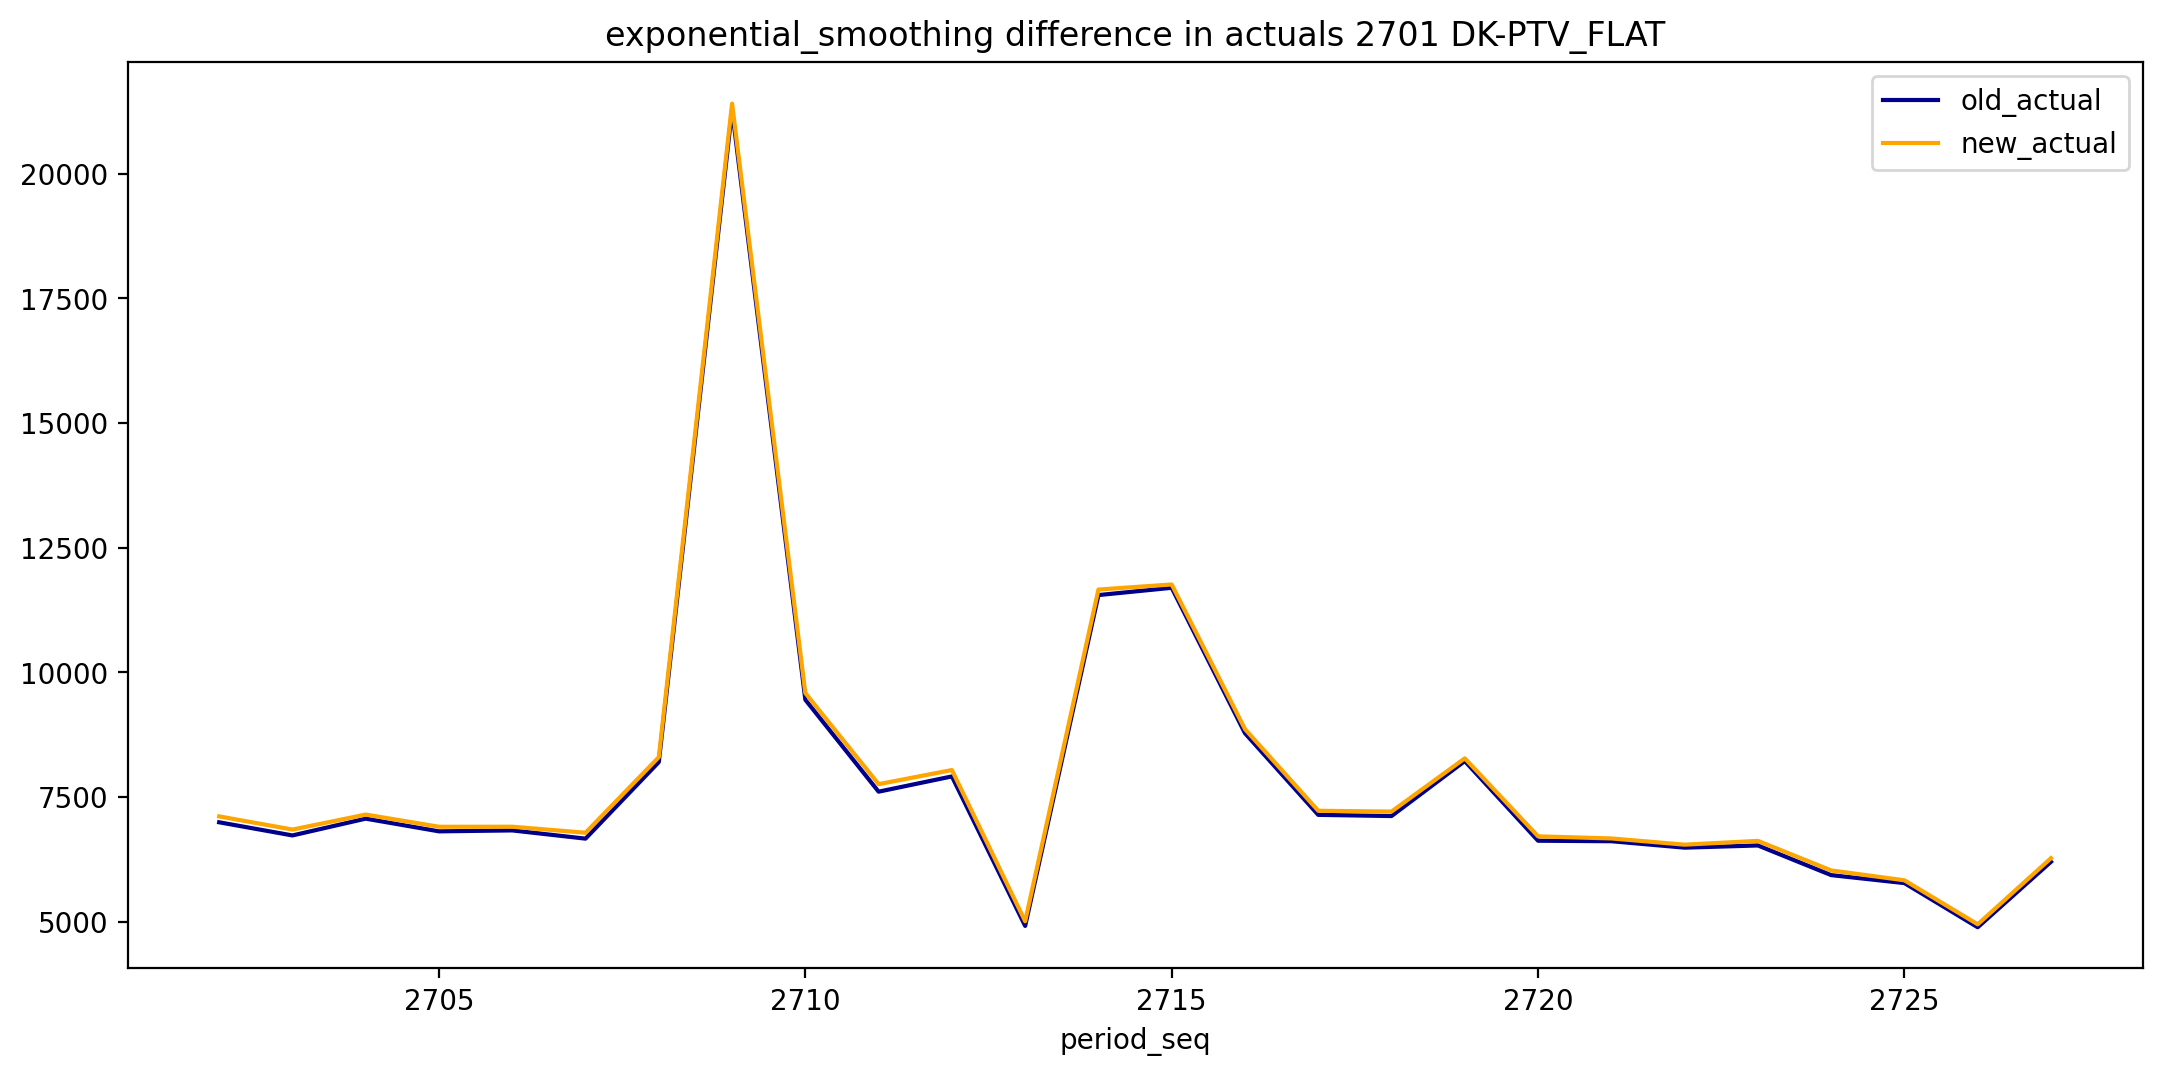 exponential_smoothing difference in actuals 2701 DK-PTV_FLAT
old_actual
new_actual
20000
17500
15000
12500
10000
7500
5000
2705 2710 2715 2720 2725
period_seq